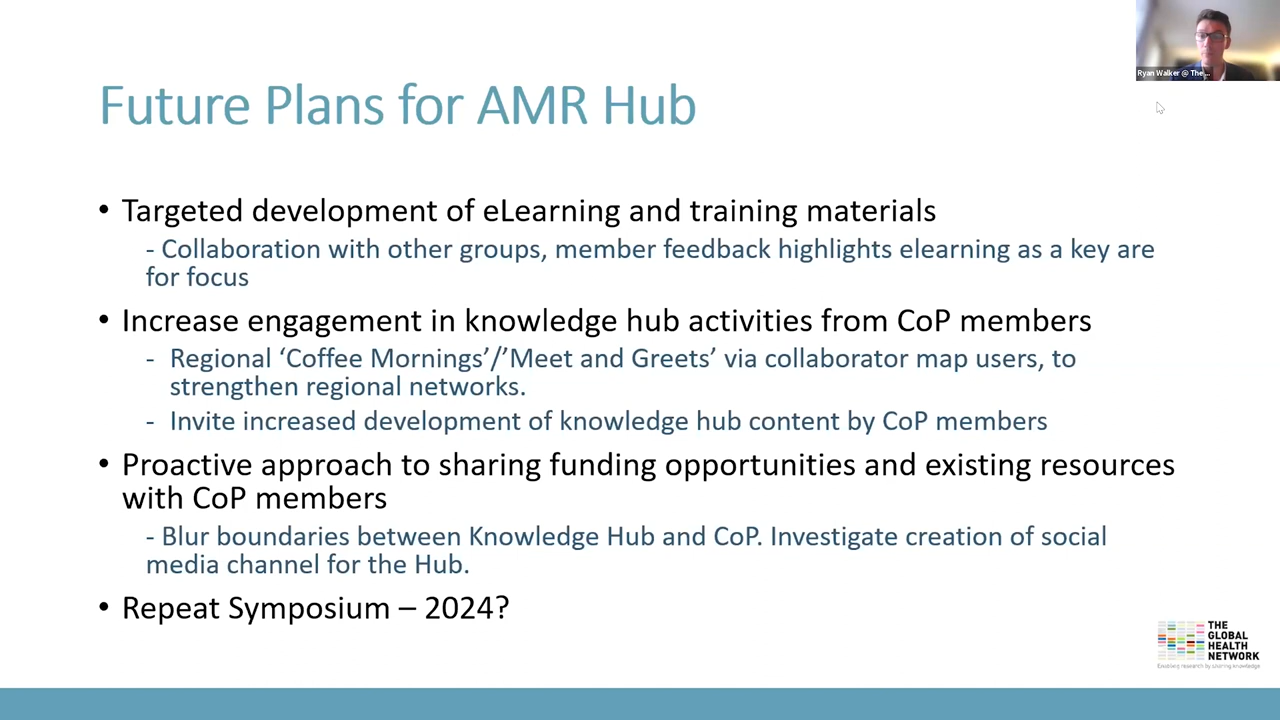 Ryan Walker @ The ...
Future Plans for AMR Hub
• Targeted development of eLearning and training materials
- Collaboration with other groups, member feedback highlights elearning as a key are
for focus
• Increase engagement in knowledge hub activities from CoP members
- Regional ‘Coffee Mornings’/’Meet and Greets’ via collaborator map users, to
strengthen regional networks.
- Invite increased development of knowledge hub content by CoP members
• Proactive approach to sharing funding opportunities and existing resources
with CoP members
- Blur boundaries between Knowledge Hub and CoP. Investigate creation of social
media channel for the Hub.
• Repeat Symposium – 2024?
THE
GLOBAL
HEALTH
NETWORK
Enabling research by sharing knowledge